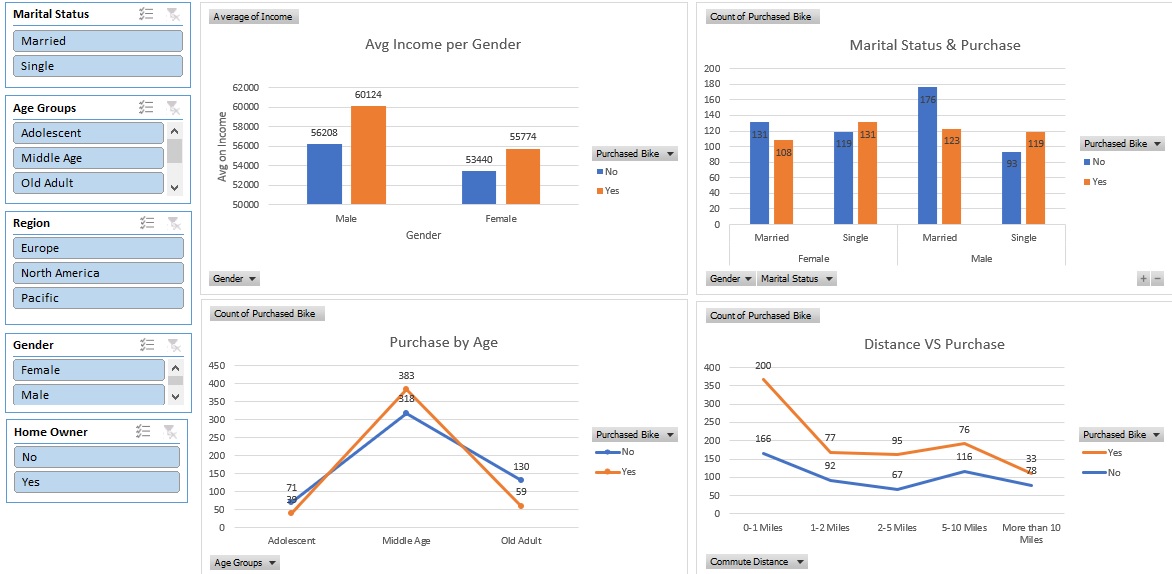 Marital Status
Married
Single
Age Groups
Adolescent
Middle Age
Old Adult
Region
Europe
North America
Pacific
Gender
Female
Male
Home Owner
No
Yes
Average of Income
Avg Income per Gender
Avg on Income
62000
60000
58000
56000
54000
52000
50000
56208
60124
53440
55774
Male
Female
Gender
Purchased Bike
No
Yes
Gender
Count of Purchased Bike
Marital Status & Purchase
200
180
160
140
120
100
80
60
40
20
0
131
108
119
131
176
123
93
119
Married
Single
Married
Single
Female
Male
Purchased Bike
No
Yes
Gender
Marital Status
+
−
Count of Purchased Bike
Purchase by Age
450
400
350
300
250
200
150
100
50
0
71
39
383
318
130
59
Adolescent
Middle Age
Old Adult
Purchased Bike
No
Yes
Age Groups
Count of Purchased Bike
Distance VS Purchase
400
350
300
250
200
150
100
50
0
200
166
77
92
95
67
76
116
33
78
0-1 Miles
1-2 Miles
2-5 Miles
5-10 Miles
More than 10
Miles
Purchased Bike
Yes
No
Commute Distance